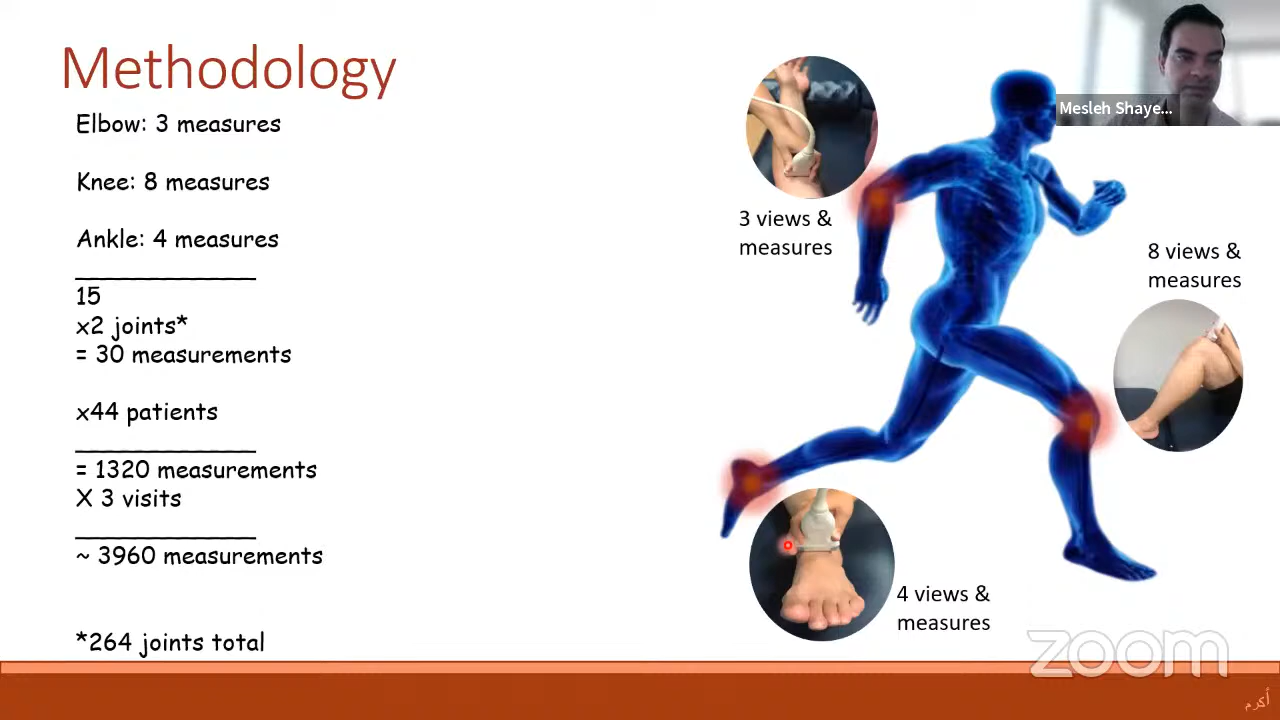 Methodology
Elbow: 3 measures
Knee: 8 measures
Ankle: 4 measures
15
x2 joints*
= 30 measurements
x44 patients
= 1320 measurements
X 3 visits
~ 3960 measurements
*264 joints total
3 views &
measures
Mesleh Shaye...
8 views &
measures
4 views &
measures
zoom
أكرم